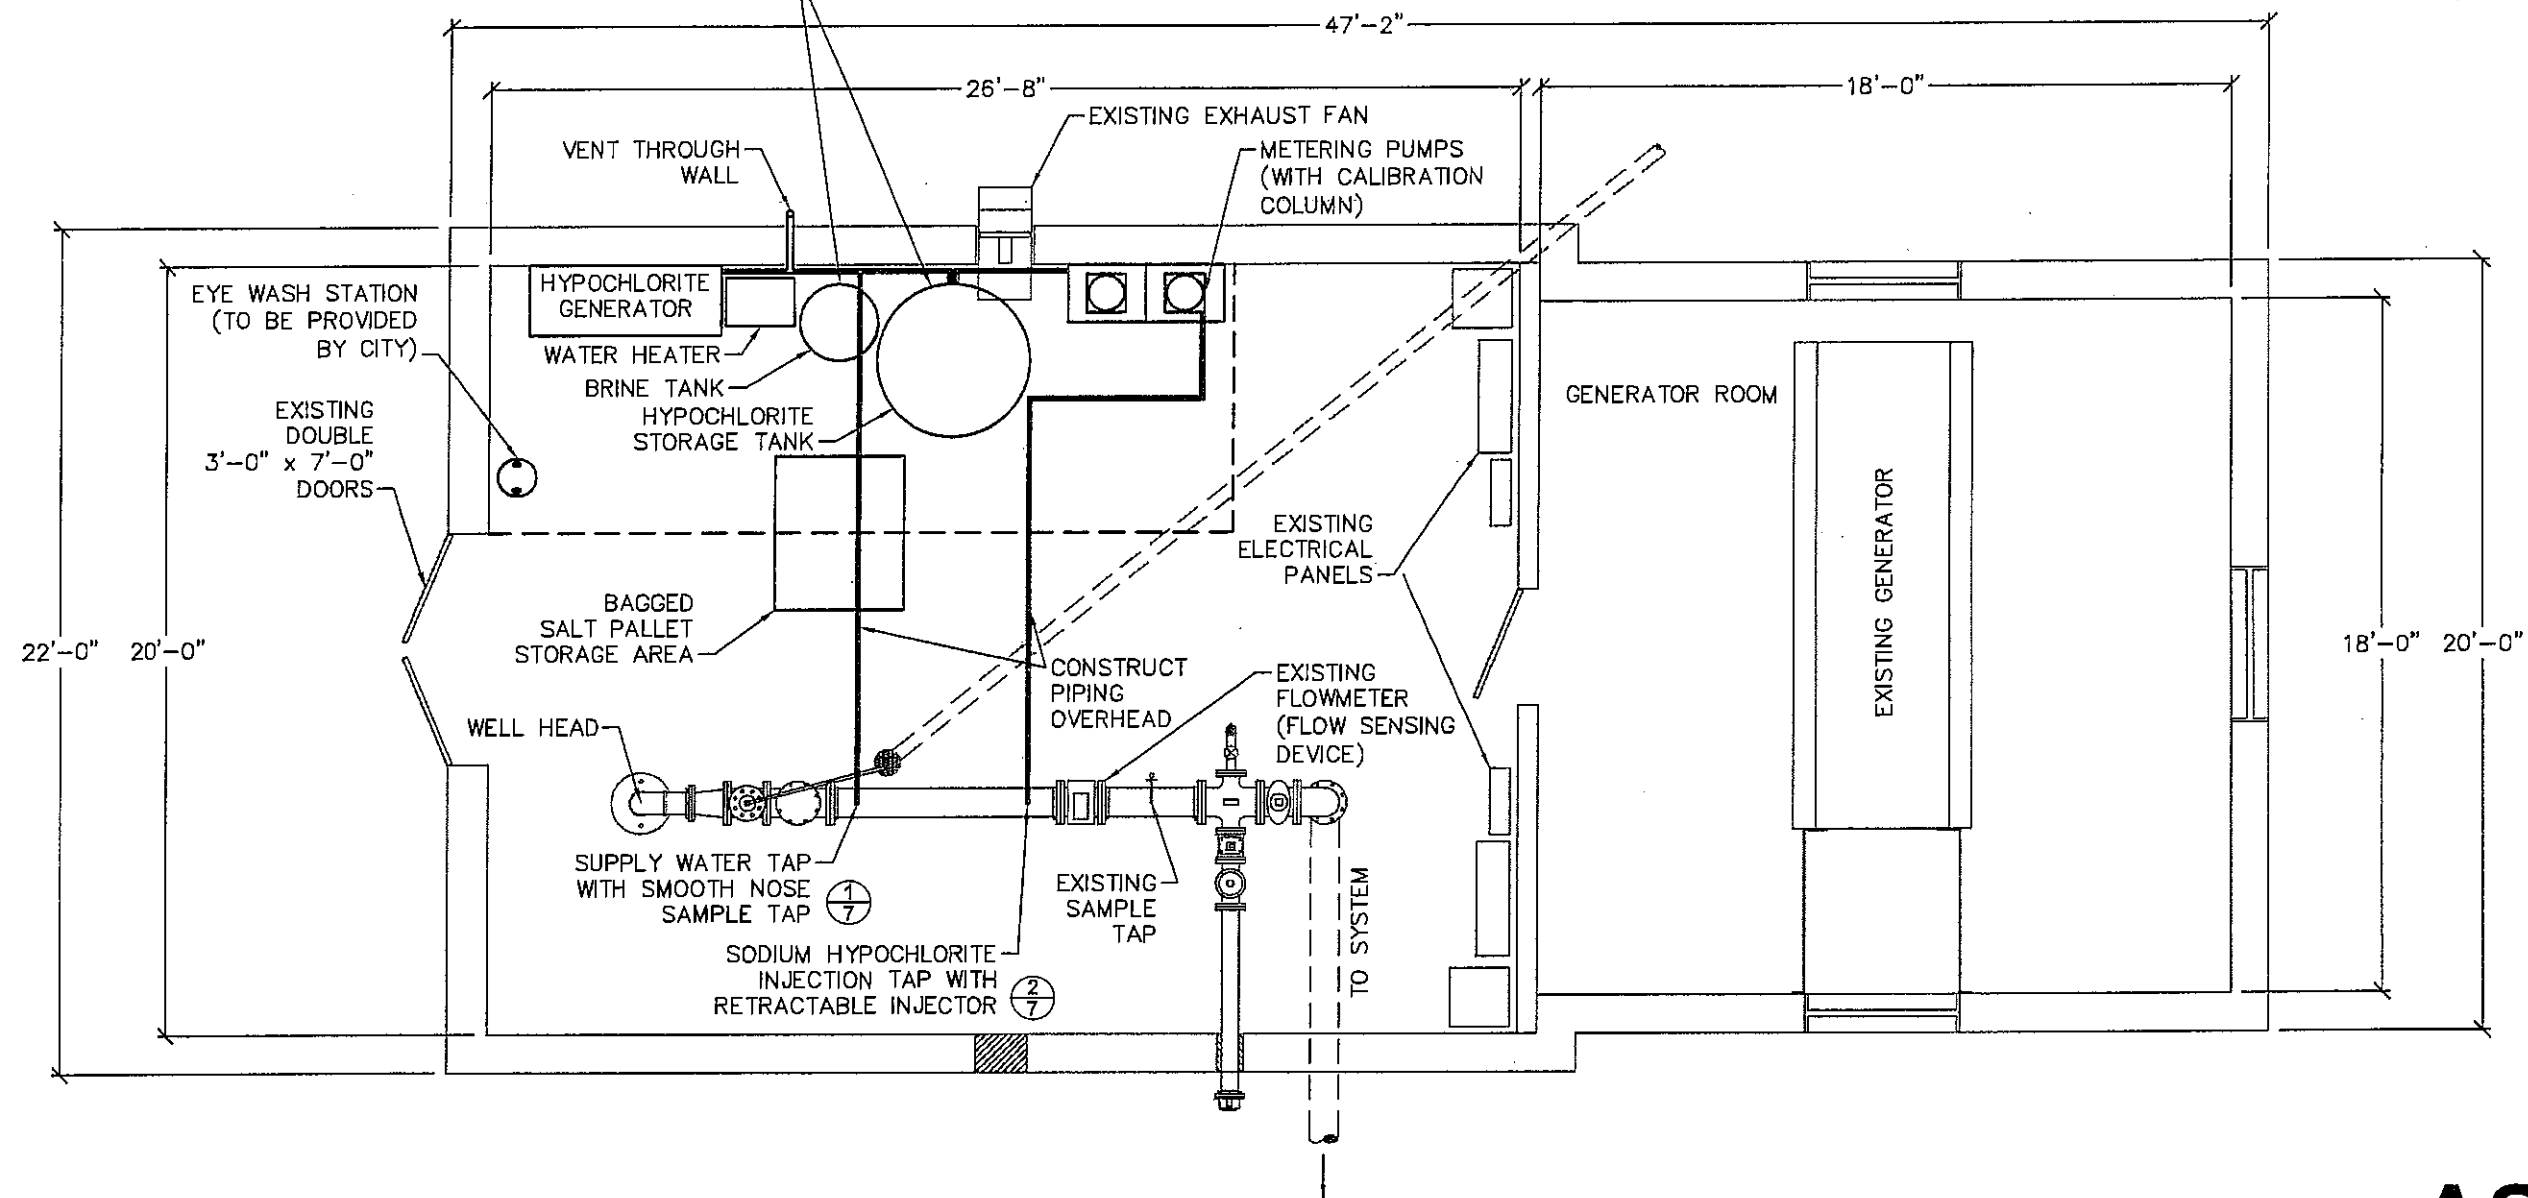 47'-2"
26'-8"
18'-0"
EXISTING EXHAUST FAN
VENT THROUGH
WALL
METERING PUMPS
(WITH CALIBRATION
COLUMN)
HYPOCHLORITE
GENERATOR
EYE WASH STATION
(TO BE PROVIDED
BY CITY)
WATER HEATER
BRINE TANK
HYPOCHLORITE
STORAGE TANK
EXISTING
DOUBLE
3'-0" x 7'-0"
DOORS
GENERATOR ROOM
EXISTING GENERATOR
EXISTING
ELECTRICAL
PANELS
BAGGED
SALT PALLET
STORAGE AREA
22'-0"
20'-0"
18'-0"
20'-0"
CONSTRUCT
PIPING
OVERHEAD
EXISTING
FLOWMETER
(FLOW SENSING
DEVICE)
WELL HEAD
SUPPLY WATER TAP
WITH SMOOTH NOSE
SAMPLE TAP
1
7
EXISTING
SAMPLE
TAP
TO SYSTEM
SODIUM HYPOCHLORITE
INJECTION TAP WITH
RETRACTABLE INJECTOR
2
7